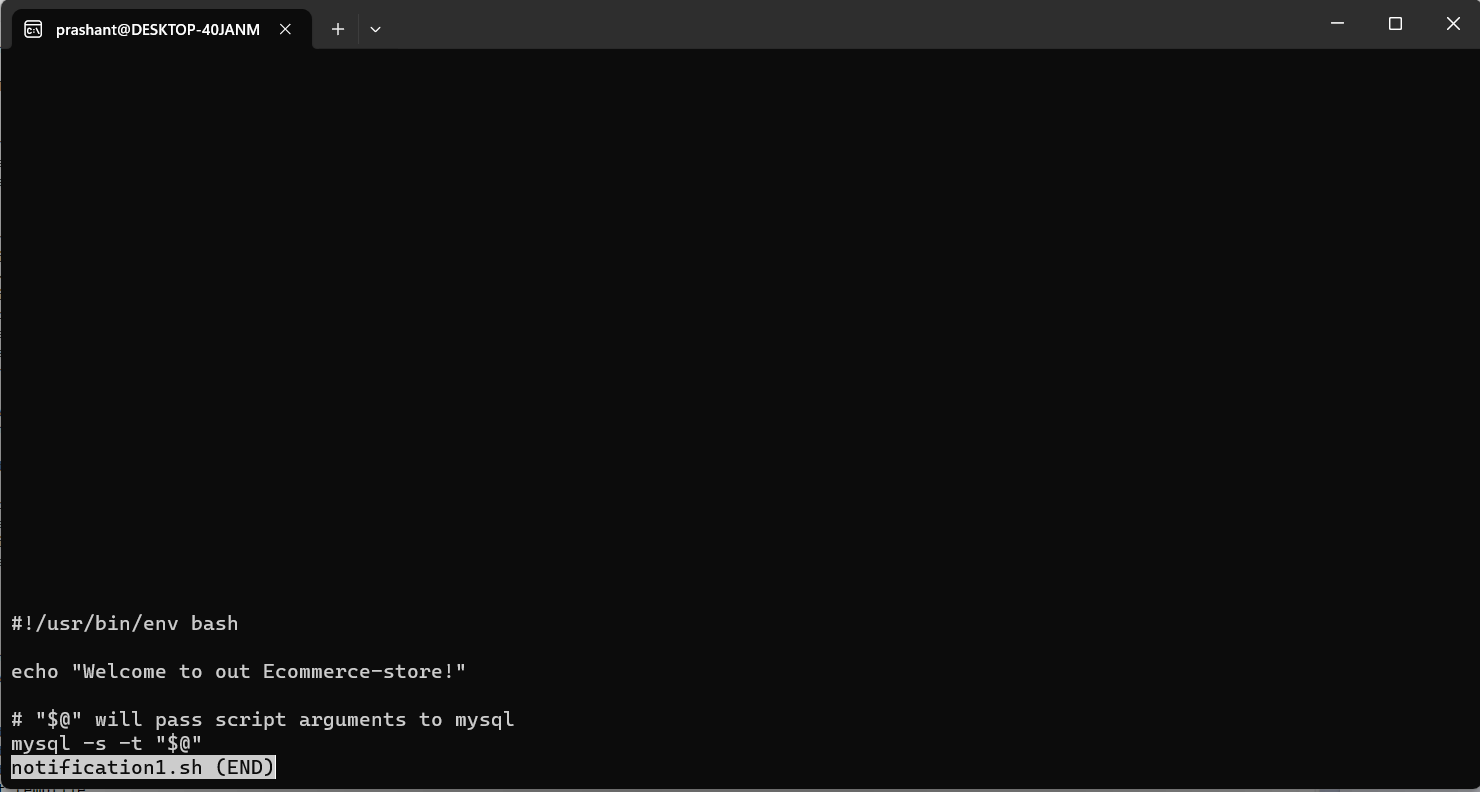 prashant@DESKTOP-40JANM
#!/usr/bin/env bash
echo "Welcome to out Ecommerce-store!"
# "$@" will pass script arguments to mysql
mysql -s -t "$@"
notification1.sh (END)